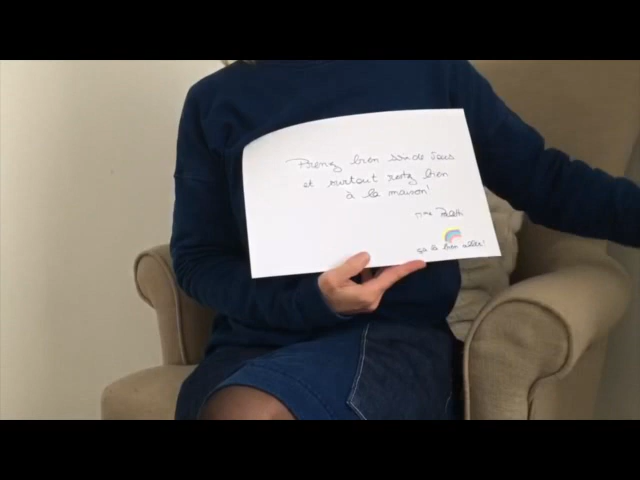 Prenez bien soin de vous
et surtout restez bien
à la maison!
Mme
ça va bien aller!